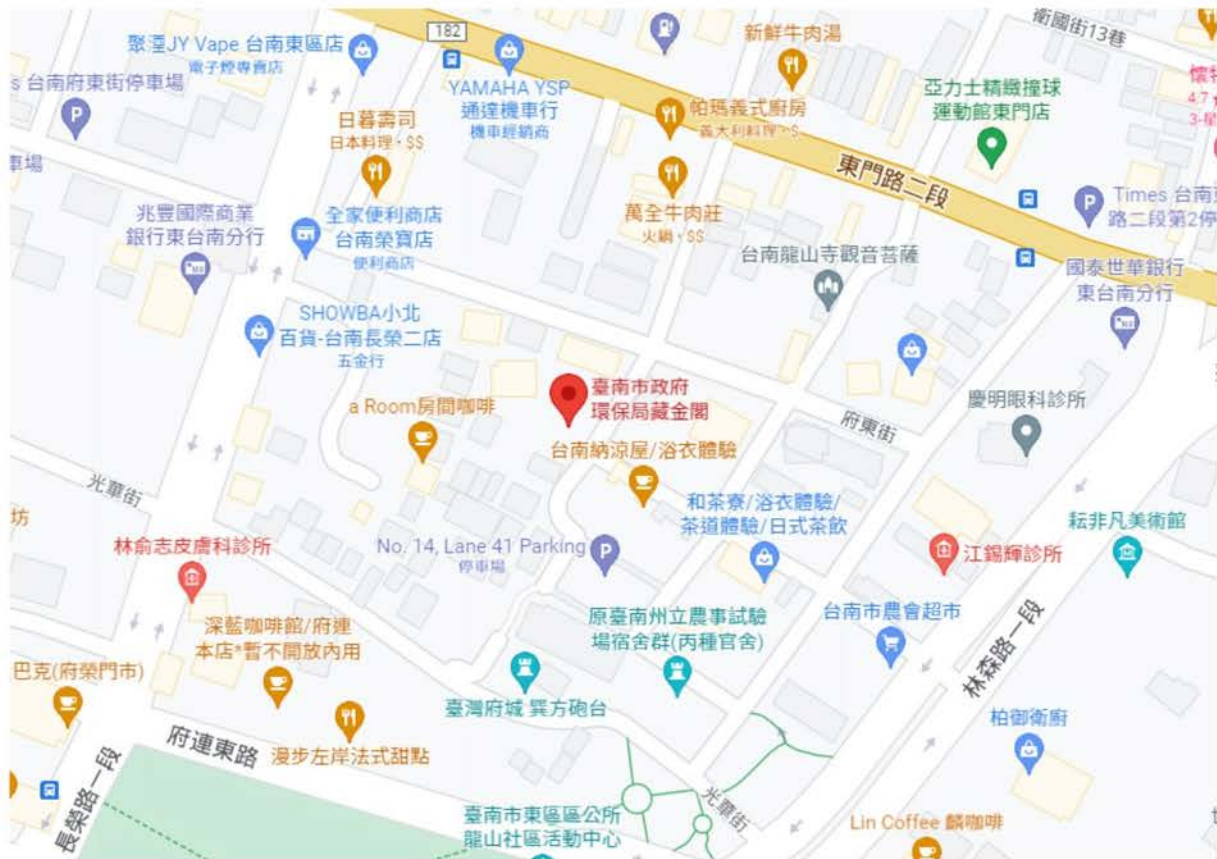 182
衛國街13巷
聚湮JY Vape 台南東區店
電子煙專賣店
新鮮牛肉湯
s 台南府東街停車場
YAMAHA YSP
通達機車行
機車經銷商
帕瑪義式廚房
義大利料理・$
亞力士精緻撞球
運動館東門店
4.7
3-星
日暮壽司
日本料理・$$
東門路二段
車場
萬全牛肉莊
火鍋・$$
Times 台南東
路二段第2停
兆豐國際商業
銀行東台南分行
全家便利商店
台南榮寶店
便利商店
台南龍山寺觀音菩薩
國泰世華銀行
東台南分行
SHOWBA小北
百貨-台南長榮二店
五金行
臺南市政府
環保局藏金閣
a Room房間咖啡
慶明眼科診所
府東街
台南納涼屋/浴衣體驗
光華街
坊
和茶寮/浴衣體驗/
茶道體驗/日式茶飲
耘非凡美術館
林俞志皮膚科診所
No. 14, Lane 41 Parking
停車場
江錫輝診所
深藍咖啡館/府連
本店*暫不開放內用
原臺南州立農事試驗
場宿舍群(丙種官舍)
台南市農會超市
林森路一段
巴克(府榮門市)
臺灣府城 巽方砲台
柏御衛廚
府連東路
漫步左岸法式甜點
長榮路一段
光華街
臺南市東區區公所
龍山社區活動中心
Lin Coffee 麟咖啡